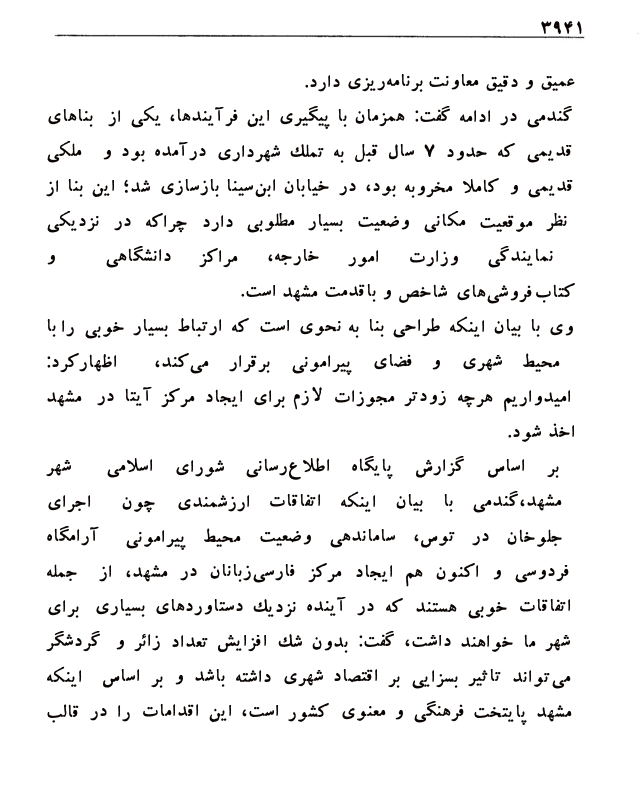 ۳۹۴۱
عمیق و دقیق معاونت برنامه‌ریزی دارد.
گندمی در ادامه گفت: همزمان با پیگیری این فرآیندها، یکی از بناهای
قدیمی که حدود ۷ سال قبل به تملك شهرداری درآمده بود و ملکی
قدیمی و کاملا مخروبه بود، در خیابان ابن‌سینا بازسازی شد؛ این بنا از
نظر موقعیت مکانی وضعیت بسیار مطلوبی دارد چراکه در نزدیکی
نمایندگی وزارت امور خارجه، مراکز دانشگاهی و
کتاب‌فروشی‌های شاخص و باقدمت مشهد است.
وی با بیان اینکه طراحی بنا به نحوی است که ارتباط بسیار خوبی را با
محیط شهری و فضای پیرامونی برقرار می‌کند، اظهارکرد:
امیدواریم هرچه زودتر مجوزات لازم برای ایجاد مرکز آیتا در مشهد
اخذ شود.
بر اساس گزارش پایگاه اطلاع‌رسانی شورای اسلامی شهر
مشهد،گندمی با بیان اینکه اتفاقات ارزشمندی چون اجرای
جلوخان در توس، ساماندهی وضعیت محیط پیرامونی آرامگاه
فردوسی و اکنون هم ایجاد مرکز فارسی‌زبانان در مشهد، از جمله
اتفاقات خوبی هستند که در آینده نزدیك دستاوردهای بسیاری برای
شهر ما خواهند داشت، گفت: بدون شك افزایش تعداد زائر و گردشگر
می‌تواند تاثیر بسزایی بر اقتصاد شهری داشته باشد و بر اساس اینکه
مشهد پایتخت فرهنگی و معنوی کشور است، این اقدامات را در قالب